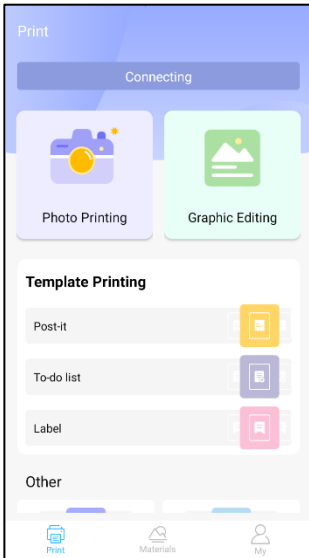 Print
Connecting
Photo Printing
Graphic Editing
Template Printing
Post-it
To-do list
Label
Other
Print
Materials
My